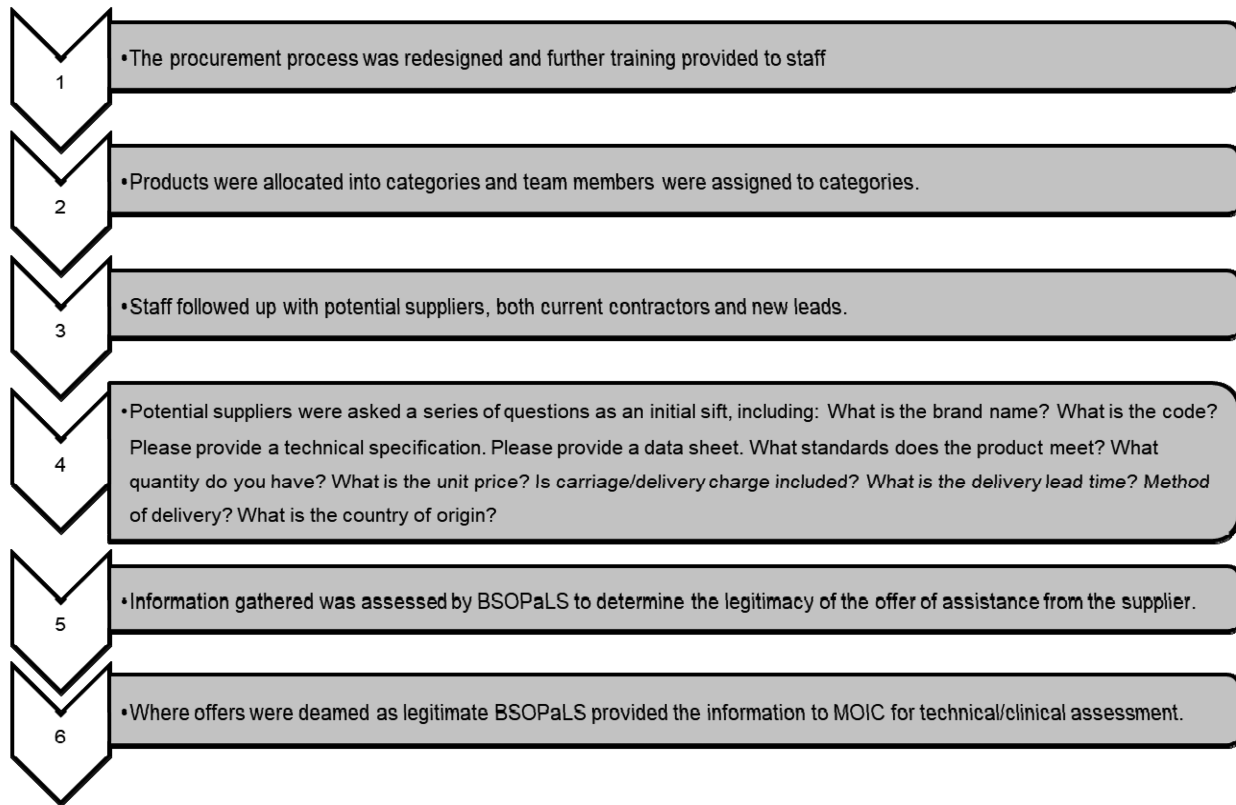 1
•The procurement process was redesigned and further training provided to staff
2
•Products were allocated into categories and team members were assigned to categories.
3
•Staff followed up with potential suppliers, both current contractors and new leads.
4
•Potential suppliers were asked a series of questions as an initial sift, including: What is the brand name? What is the code?
Please provide a technical specification. Please provide a data sheet. What standards does the product meet? What
quantity do you have? What is the unit price? Is carriage/delivery charge included? What is the delivery lead time? Method
of delivery? What is the country of origin?
5
•Information gathered was assessed by BSOPaLS to determine the legitimacy of the offer of assistance from the supplier.
6
•Where offers were deamed as legitimate BSOPaLS provided the information to MOIC for technical/clinical assessment.